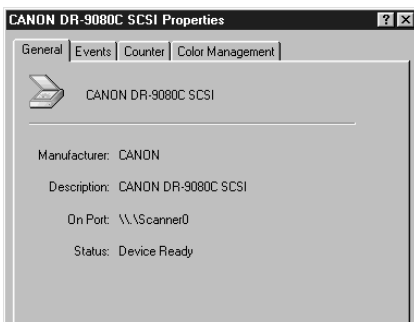 CANON DR-9080C SCSI Properties ? X
General Events Counter Color Management
CANON DR-9080C SCSI
Manufacturer: CANON
Description: CANON DR-9080C SCSI
On Port: \\.\Scanner0
Status: Device Ready